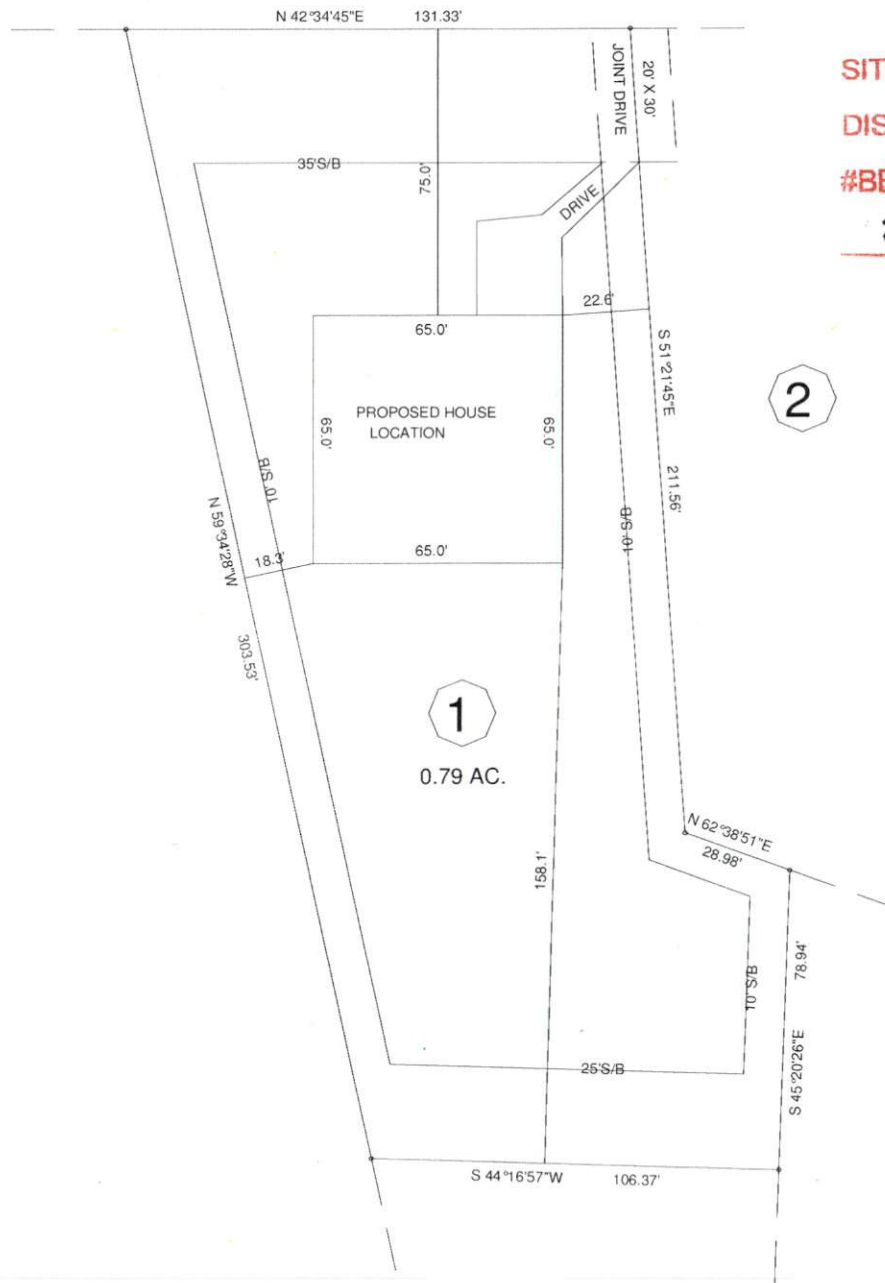 N 42°34'45"E 131.33'
SIT
DIS
#BE
20' X 30'
JOINT DRIVE
35'S/B
75.0'
DRIVE
22.6'
65.0'
S 51°21'45"E
211.56'
2
PROPOSED HOUSE
LOCATION
65.0'
65.0'
10' S/B
10' S/B
N 59°34'28"W
303.53'
18.3'
65.0'
1
0.79 AC.
N 62°38'51"E
28.98'
158.1'
78.94'
10' S/B
S 45°20'26"E
25'S/B
S 44°16'57"W 106.37'